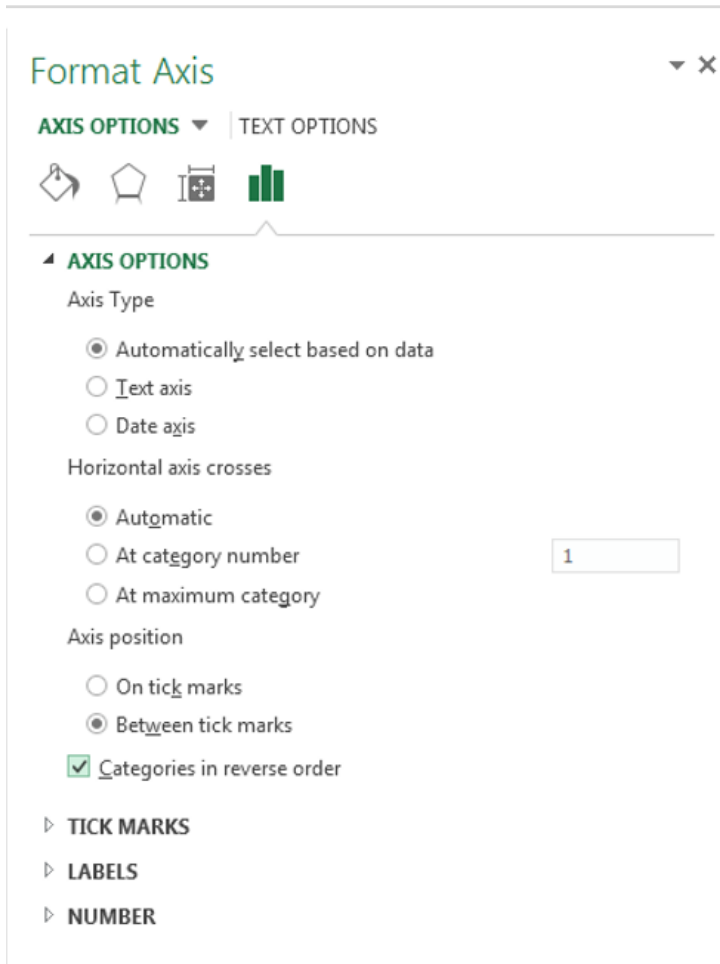 Format Axis
AXIS OPTIONS TEXT OPTIONS
AXIS OPTIONS
Axis Type
Automatically select based on data
Text axis
Date axis
Horizontal axis crosses
Automatic
At category number 1
At maximum category
Axis position
On tick marks
Between tick marks
Categories in reverse order
TICK MARKS
LABELS
NUMBER